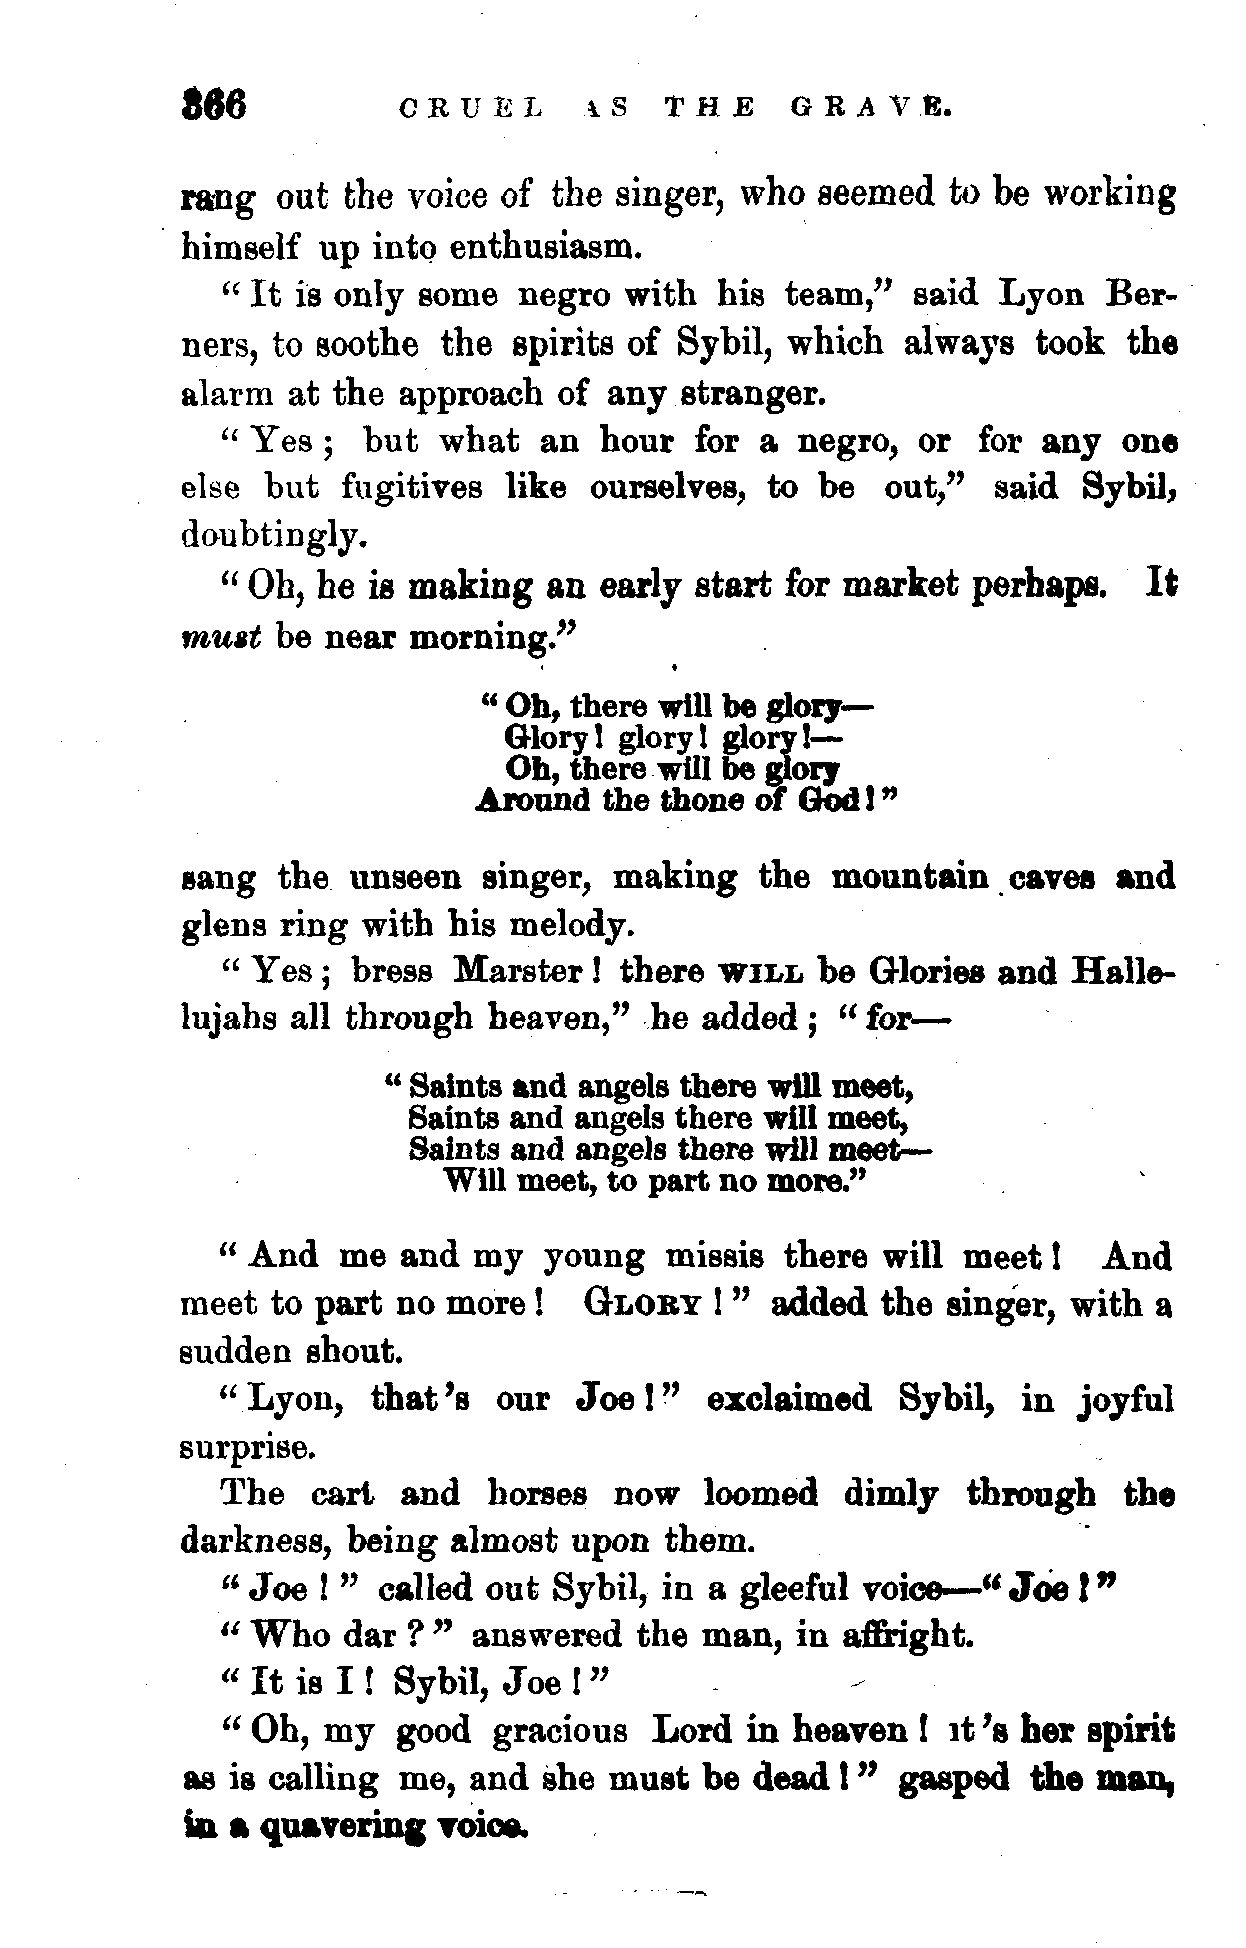 366 CRUEL AS THE GRAVE.
rang out the voice of the singer, who seemed to be working
himself up into enthusiasm.
"It is only some negro with his team," said Lyon Ber-
ners, to soothe the spirits of Sybil, which always took the
alarm at the approach of any stranger.
"Yes; but what an hour for a negro, or for any one
else but fugitives like ourselves, to be out," said Sybil,
doubtingly.
"Oh, he is making an early start for market perhaps. It
must be near morning."
"Oh, there will be glory—
Glory! glory! glory!—
Oh, there will be glory
Around the thone of God!"
sang the unseen singer, making the mountain caves and
glens ring with his melody.
"Yes; bress Marster! there WILL be Glories and Halle-
lujahs all through heaven," he added; "for—
"Saints and angels there will meet,
Saints and angels there will meet,
Saints and angels there will meet—
Will meet, to part no more."
"And me and my young missis there will meet! And
meet to part no more! GLORY!" added the singer, with a
sudden shout.
"Lyon, that's our Joe!" exclaimed Sybil, in joyful
surprise.
The cart and horses now loomed dimly through the
darkness, being almost upon them.
"Joe!" called out Sybil, in a gleeful voice—"Joe!"
"Who dar?" answered the man, in affright.
"It is I! Sybil, Joe!"
"Oh, my good gracious Lord in heaven! it's her spirit
as is calling me, and she must be dead!" gasped the man,
in a quavering voice.